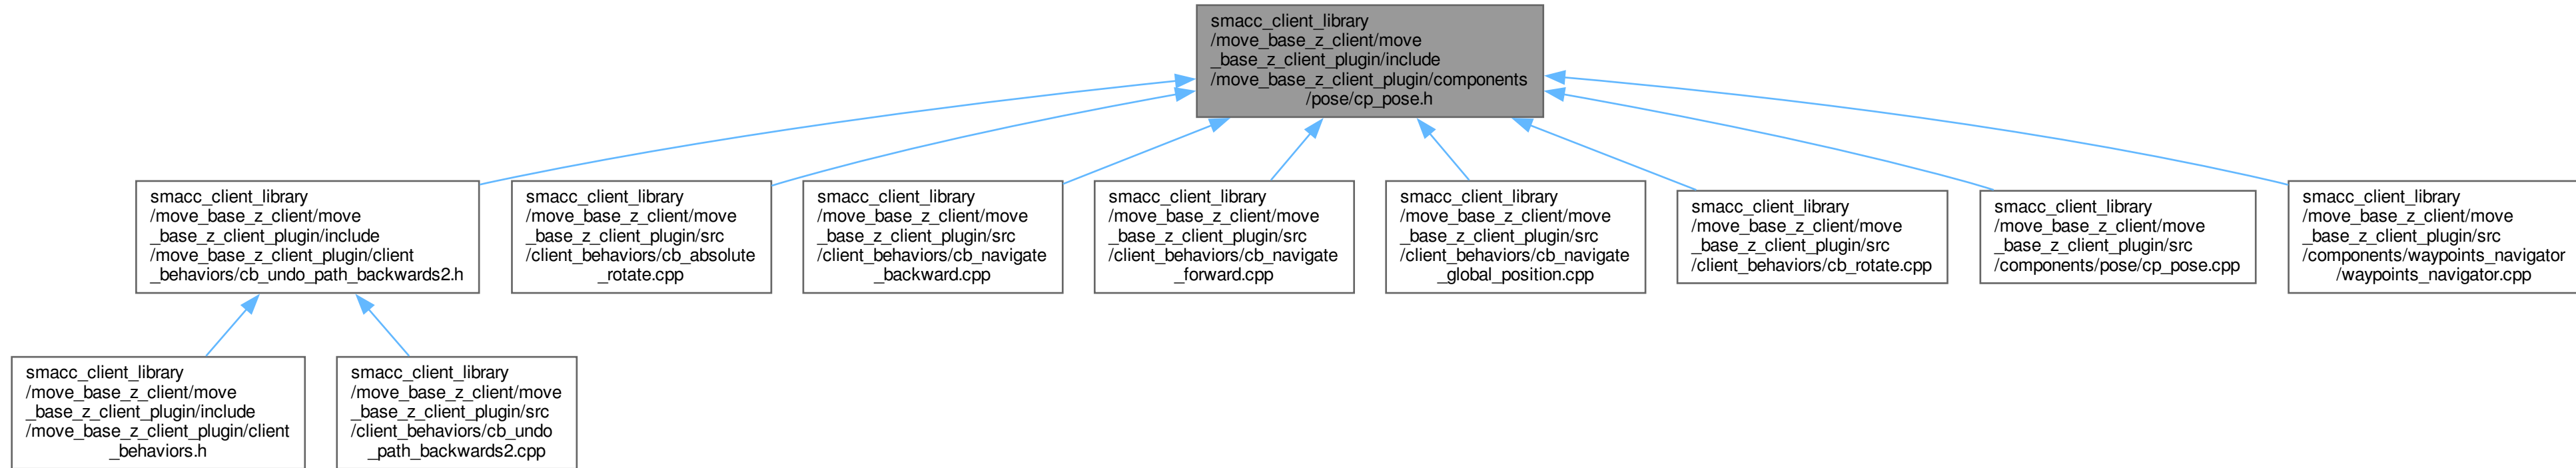 smacc_client_library
/move_base_z_client/move
_base_z_client_plugin/include
/move_base_z_client_plugin/components
/pose/cp_pose.h
smacc_client_library
/move_base_z_client/move
_base_z_client_plugin/include
/move_base_z_client_plugin/client
_behaviors/cb_undo_path_backwards2.h
smacc_client_library
/move_base_z_client/move
_base_z_client_plugin/src
/client_behaviors/cb_absolute
_rotate.cpp
smacc_client_library
/move_base_z_client/move
_base_z_client_plugin/src
/client_behaviors/cb_navigate
_backward.cpp
smacc_client_library
/move_base_z_client/move
_base_z_client_plugin/src
/client_behaviors/cb_navigate
_forward.cpp
smacc_client_library
/move_base_z_client/move
_base_z_client_plugin/src
/client_behaviors/cb_navigate
_global_position.cpp
smacc_client_library
/move_base_z_client/move
_base_z_client_plugin/src
/client_behaviors/cb_rotate.cpp
smacc_client_library
/move_base_z_client/move
_base_z_client_plugin/src
/components/pose/cp_pose.cpp
smacc_client_library
/move_base_z_client/move
_base_z_client_plugin/src
/components/waypoints_navigator
/waypoints_navigator.cpp
smacc_client_library
/move_base_z_client/move
_base_z_client_plugin/include
/move_base_z_client_plugin/client
_behaviors.h
smacc_client_library
/move_base_z_client/move
_base_z_client_plugin/src
/client_behaviors/cb_undo
_path_backwards2.cpp